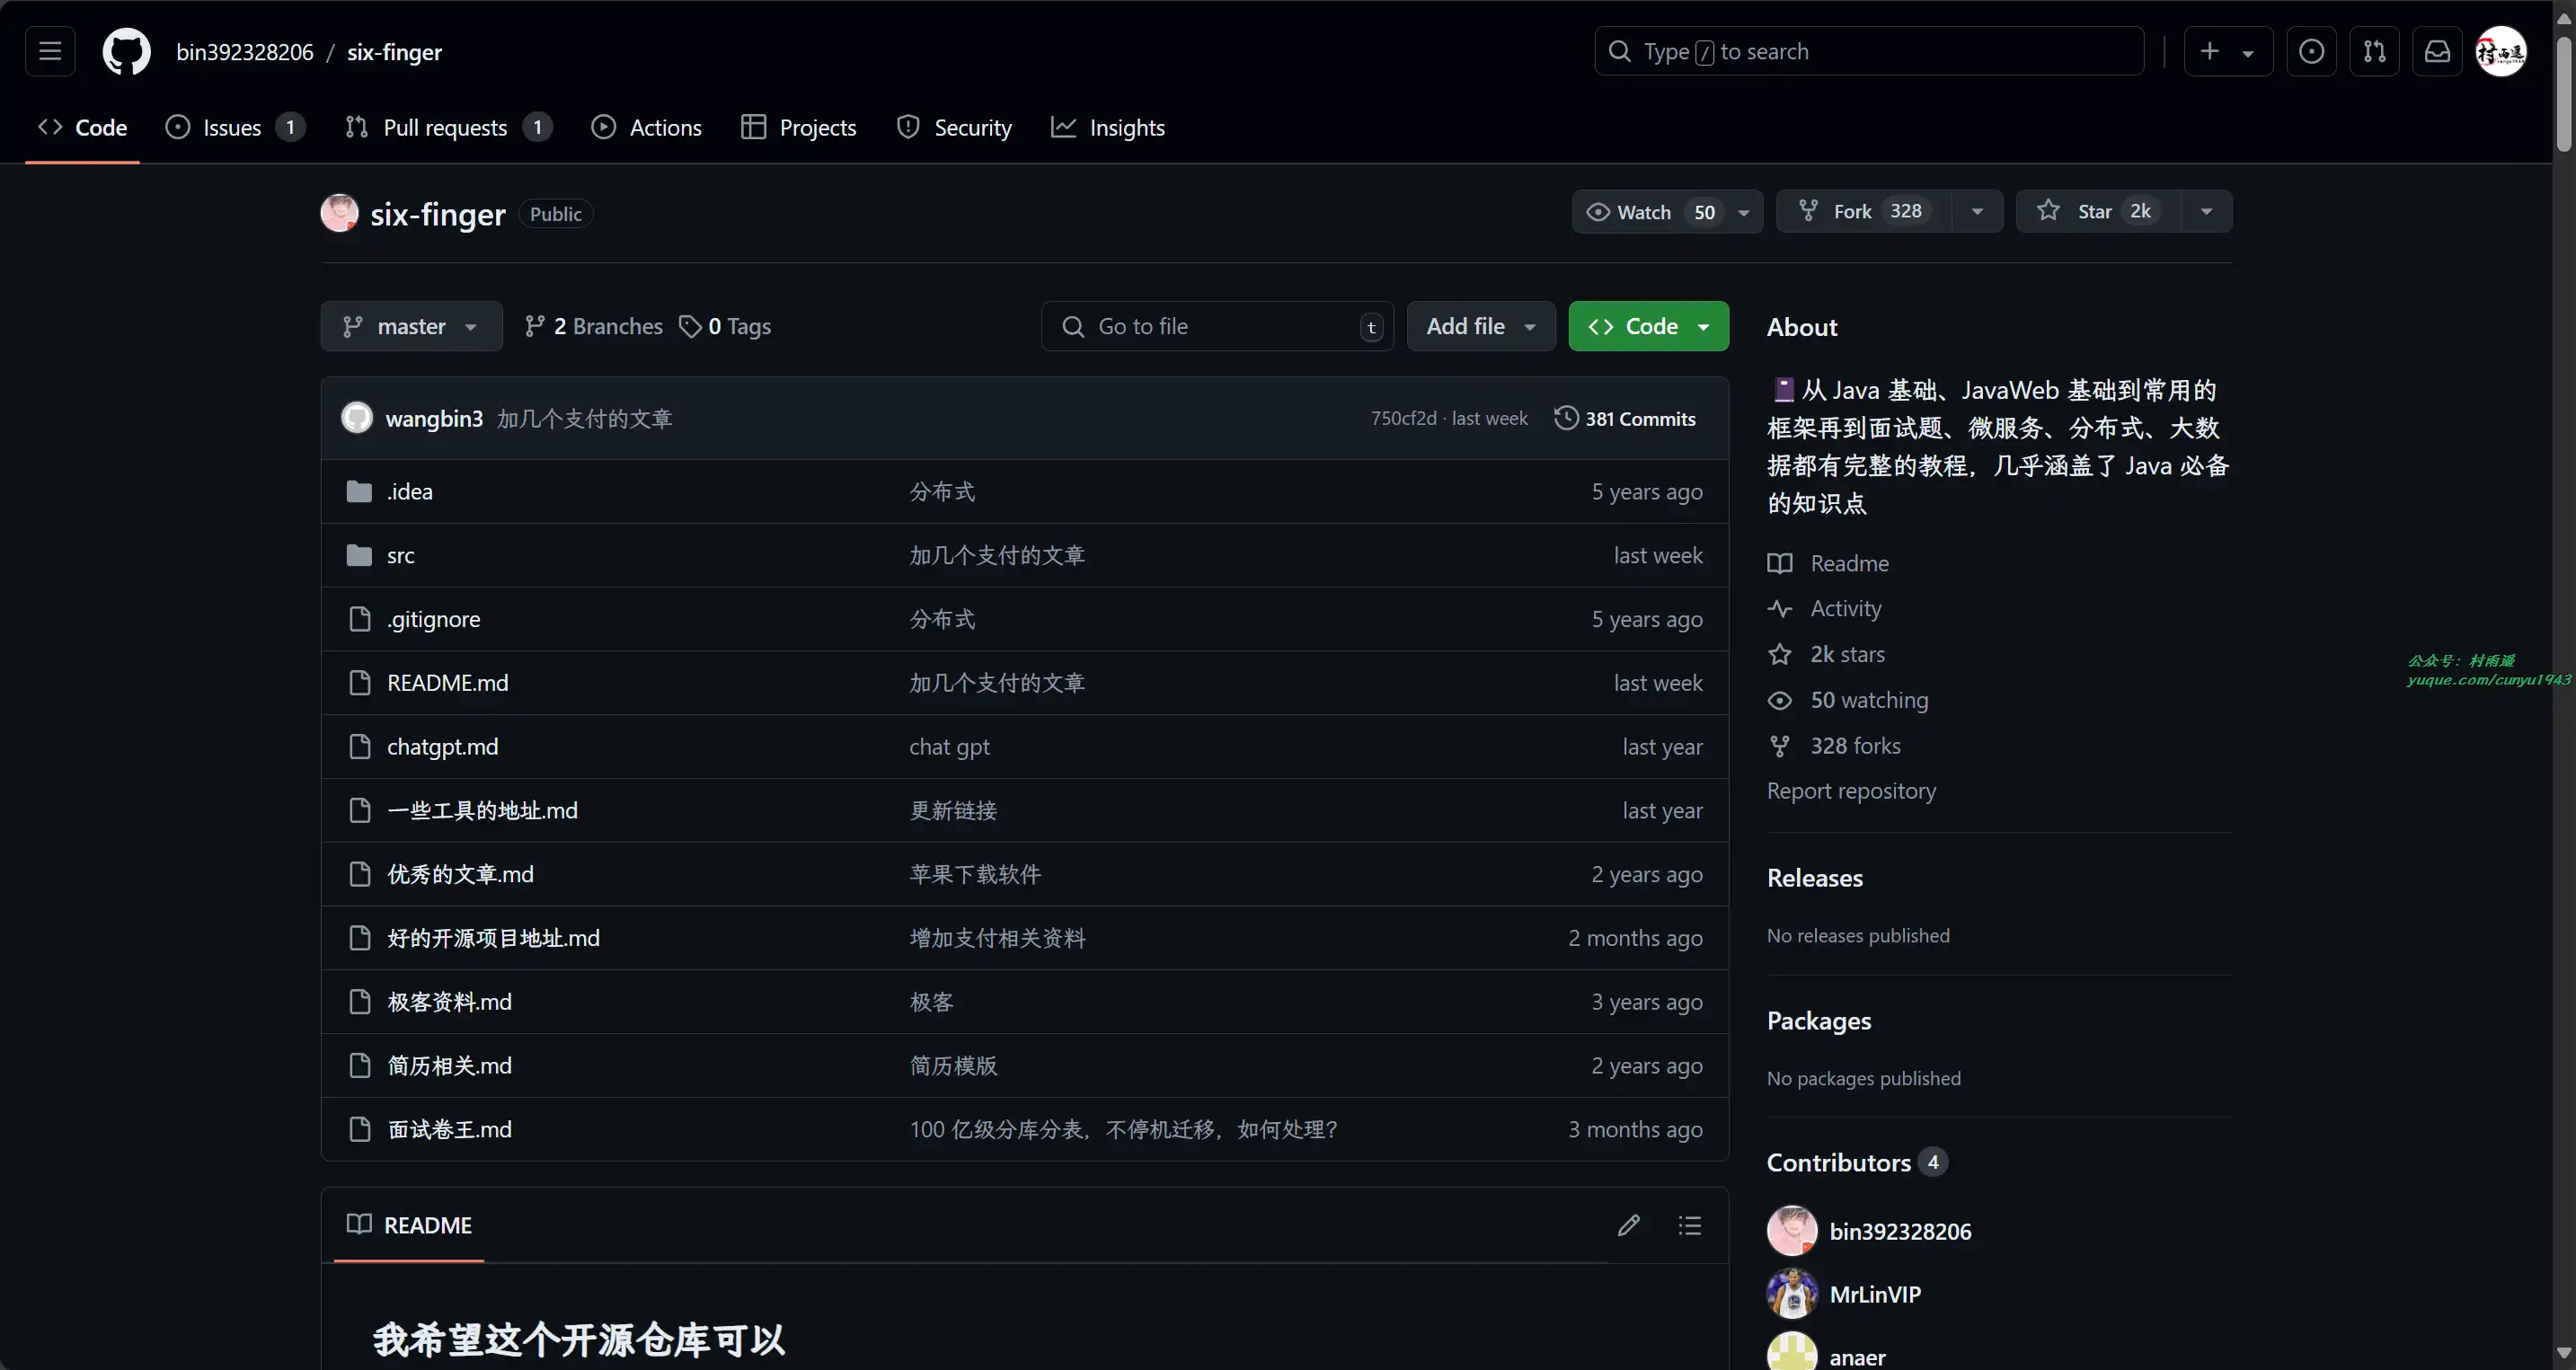 bin392328206 / six-finger
Type / to search
Code
Issues 1
Pull requests 1
Actions
Projects
Security
Insights
six-finger Public
Watch 50
Fork 328
Star 2k
master
2 Branches
0 Tags
Go to file t
Add file
Code
wangbin3 加几个支付的文章 750cf2d · last week 381 Commits
.idea 分布式 5 years ago
src 加几个支付的文章 last week
.gitignore 分布式 5 years ago
README.md 加几个支付的文章 last week
chatgpt.md chat gpt last year
一些工具的地址.md 更新链接 last year
优秀的文章.md 苹果下载软件 2 years ago
好的开源项目地址.md 增加支付相关资料 2 months ago
极客资料.md 极客 3 years ago
简历相关.md 简历模版 2 years ago
面试卷王.md 100 亿级分库分表，不停机迁移，如何处理？ 3 months ago
README
我希望这个开源仓库可以
About
从 Java 基础、JavaWeb 基础到常用的
框架再到面试题、微服务、分布式、大数
据都有完整的教程，几乎涵盖了 Java 必备
的知识点
Readme
Activity
2k stars
50 watching
328 forks
Report repository
Releases
No releases published
Packages
No packages published
Contributors 4
bin392328206
MrLinVIP
anaer
公众号：村雨遥
yuque.com/cunyu1943